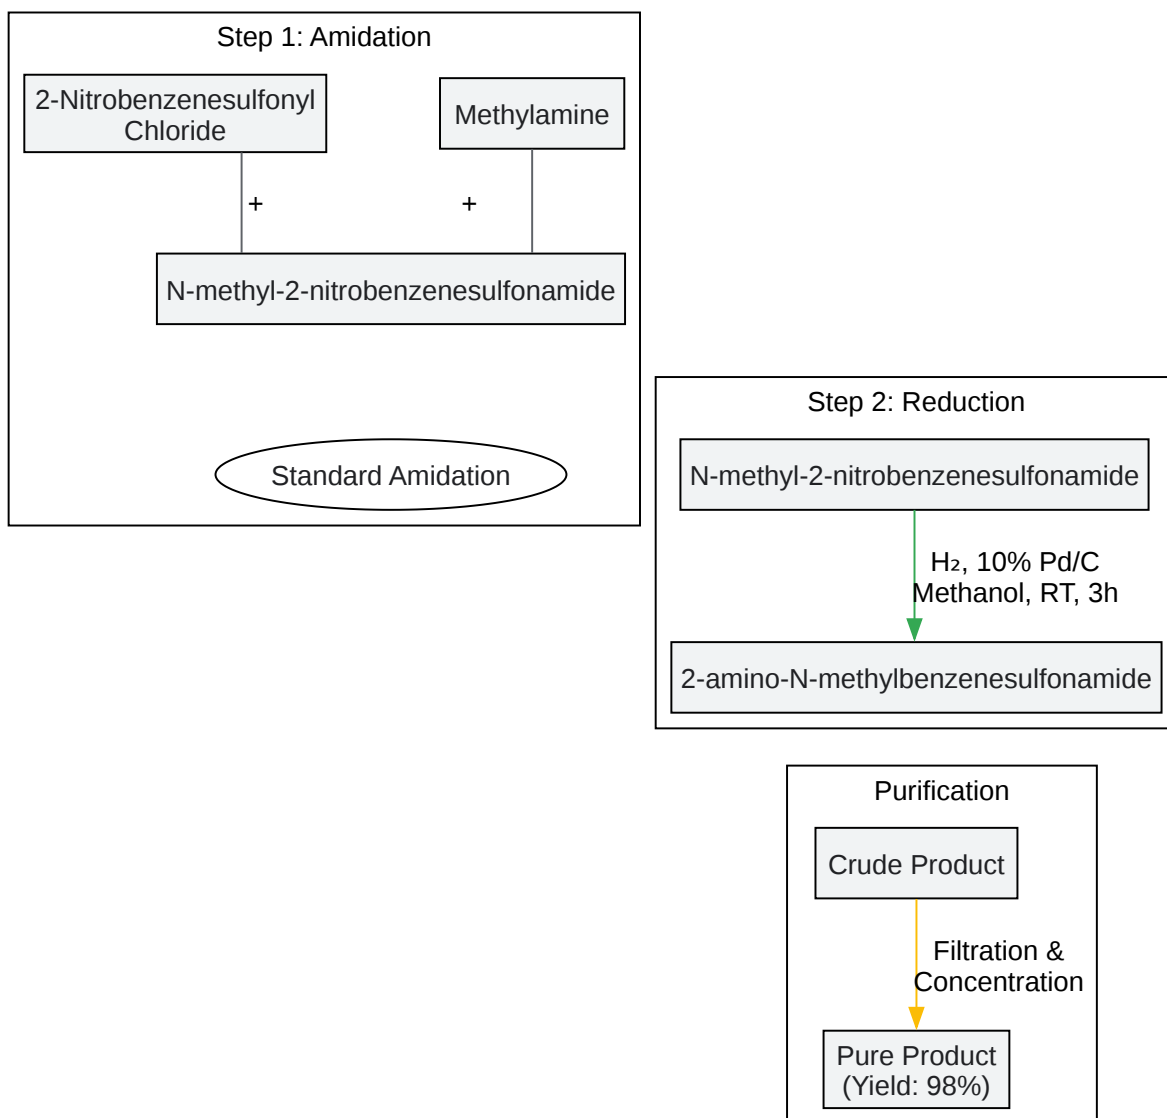 Step 1: Amidation
2-Nitrobenzenesulfonyl
Chloride
Methylamine
+
+
N-methyl-2-nitrobenzenesulfonamide
Standard Amidation
Step 2: Reduction
N-methyl-2-nitrobenzenesulfonamide
H₂, 10% Pd/C
Methanol, RT, 3h
2-amino-N-methylbenzenesulfonamide
Purification
Crude Product
Filtration &
Concentration
Pure Product
(Yield: 98%)